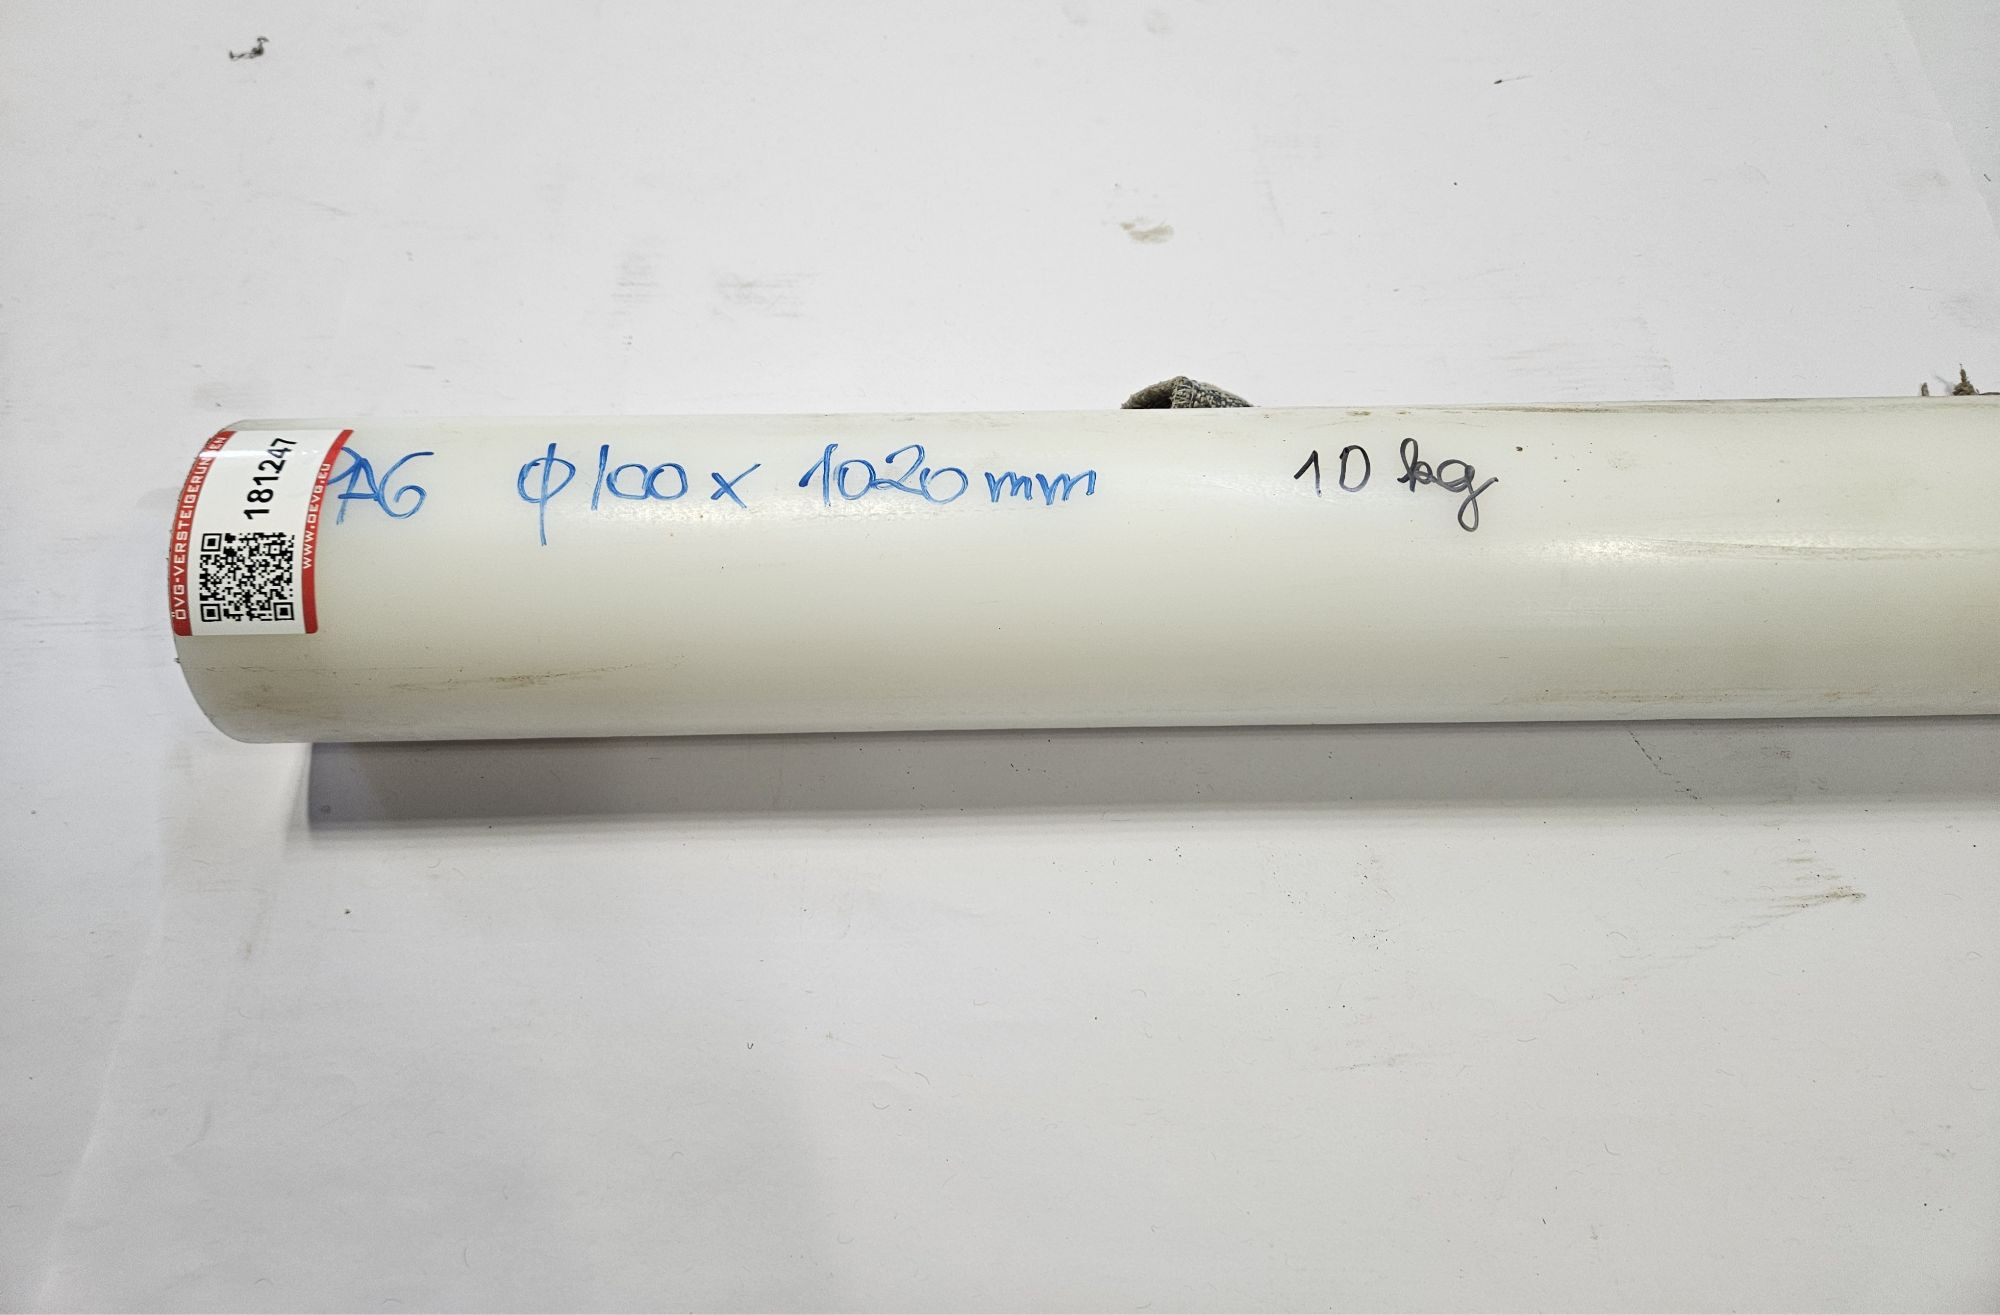 ÖVG-VERSTEIGERUNGEN
181247
WWW.OEVG.EU
PA6 φ100 x 1020 mm 10 kg